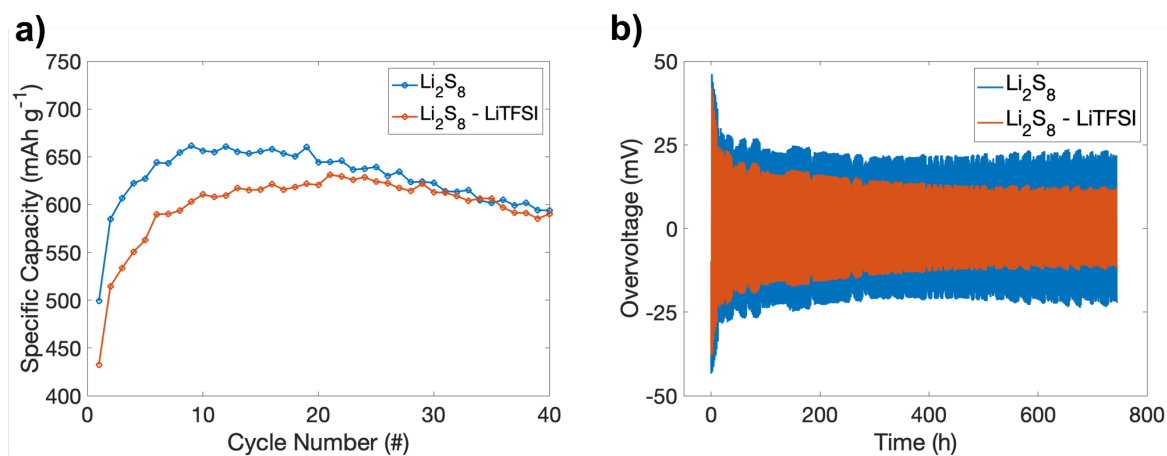 a)
750
700
650
600
550
500
450
400
0
10
20
30
40
Specific Capacity (mAh g⁻¹)
Cycle Number (#)
Li₂S₈
Li₂S₈ - LiTFSI
b)
50
25
0
-25
-50
0
200
400
600
800
Overvoltage (mV)
Time (h)
Li₂S₈
Li₂S₈ - LiTFSI